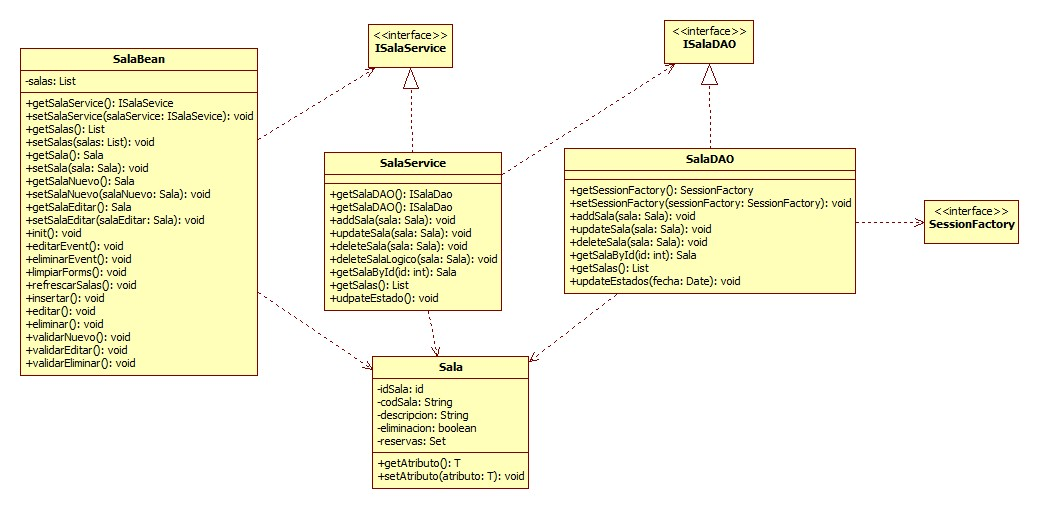 SalaBean
-salas: List
+getSalaService(): ISalaSevice
+setSalaService(salaService: ISalaSevice): void
+getSalas(): List
+setSalas(salas: List): void
+getSala(): Sala
+setSala(sala: Sala): void
+getSalaNuevo(): Sala
+setSalaNuevo(salaNuevo: Sala): void
+getSalaEditar(): Sala
+setSalaEditar(salaEditar: Sala): void
+init(): void
+editarEvent(): void
+eliminarEvent(): void
+limpiarForms(): void
+refrescarSalas(): void
+insertar(): void
+editar(): void
+eliminar(): void
+validarNuevo(): void
+validarEditar(): void
+validarEliminar(): void
<<interface>>
ISalaService
<<interface>>
ISalaDAO
SalaService
+getSalaDAO(): ISalaDao
+getSalaDAO(): ISalaDao
+addSala(sala: Sala): void
+updateSala(sala: Sala): void
+deleteSala(sala: Sala): void
+deleteSalaLogico(sala: Sala): void
+getSalaById(id: int): Sala
+getSalas(): List
+udpateEstado(): void
SalaDAO
+getSessionFactory(): SessionFactory
+setSessionFactory(sessionFactory: SessionFactory): void
+addSala(sala: Sala): void
+updateSala(sala: Sala): void
+deleteSala(sala: Sala): void
+getSalaById(id: int): Sala
+getSalas(): List
+updateEstados(fecha: Date): void
<<interface>>
SessionFactory
Sala
-idSala: id
-codSala: String
-descripcion: String
-eliminacion: boolean
-reservas: Set
+getAtributo(): T
+setAtributo(atributo: T): void